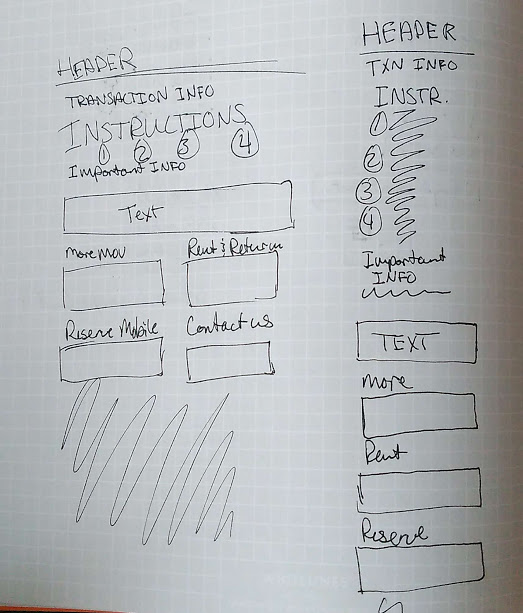 HEADER
TRANSACTION INFO
INSTRUCTIONS
1 2 3 4
Important INFO
Text
more Mov
Rent & Return
Reserve Mobile
Contact us
HEADER
TXN INFO
INSTR.
1
2
3
4
Important
INFO
TEXT
more
Rent
Reserve